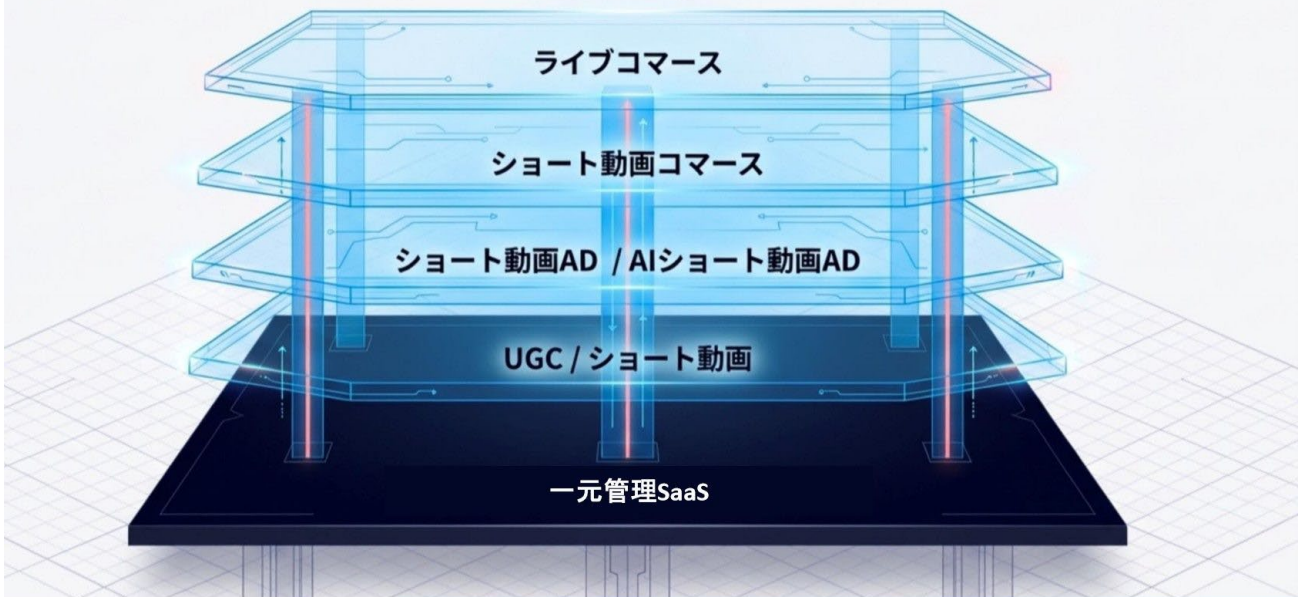 ライブコマース
ショート動画コマース
ショート動画AD / AIショート動画AD
UGC / ショート動画
一元管理SaaS